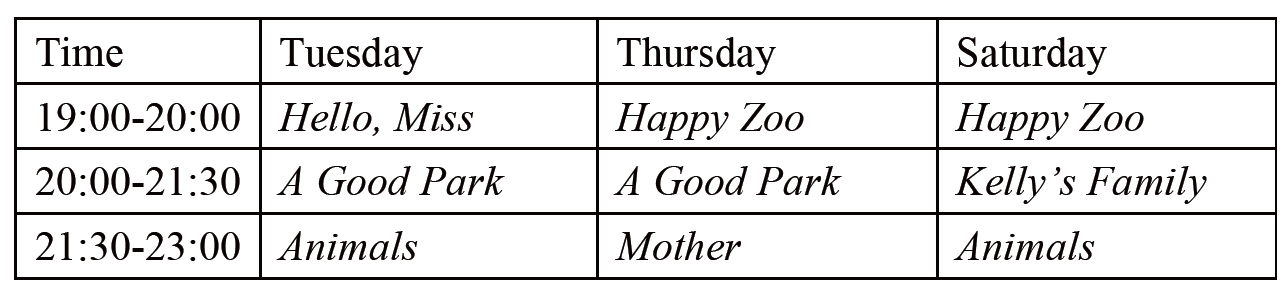 Time Tuesday Thursday Saturday
19:00-20:00 Hello, Miss Happy Zoo Happy Zoo
20:00-21:30 A Good Park A Good Park Kelly’s Family
21:30-23:00 Animals Mother Animals